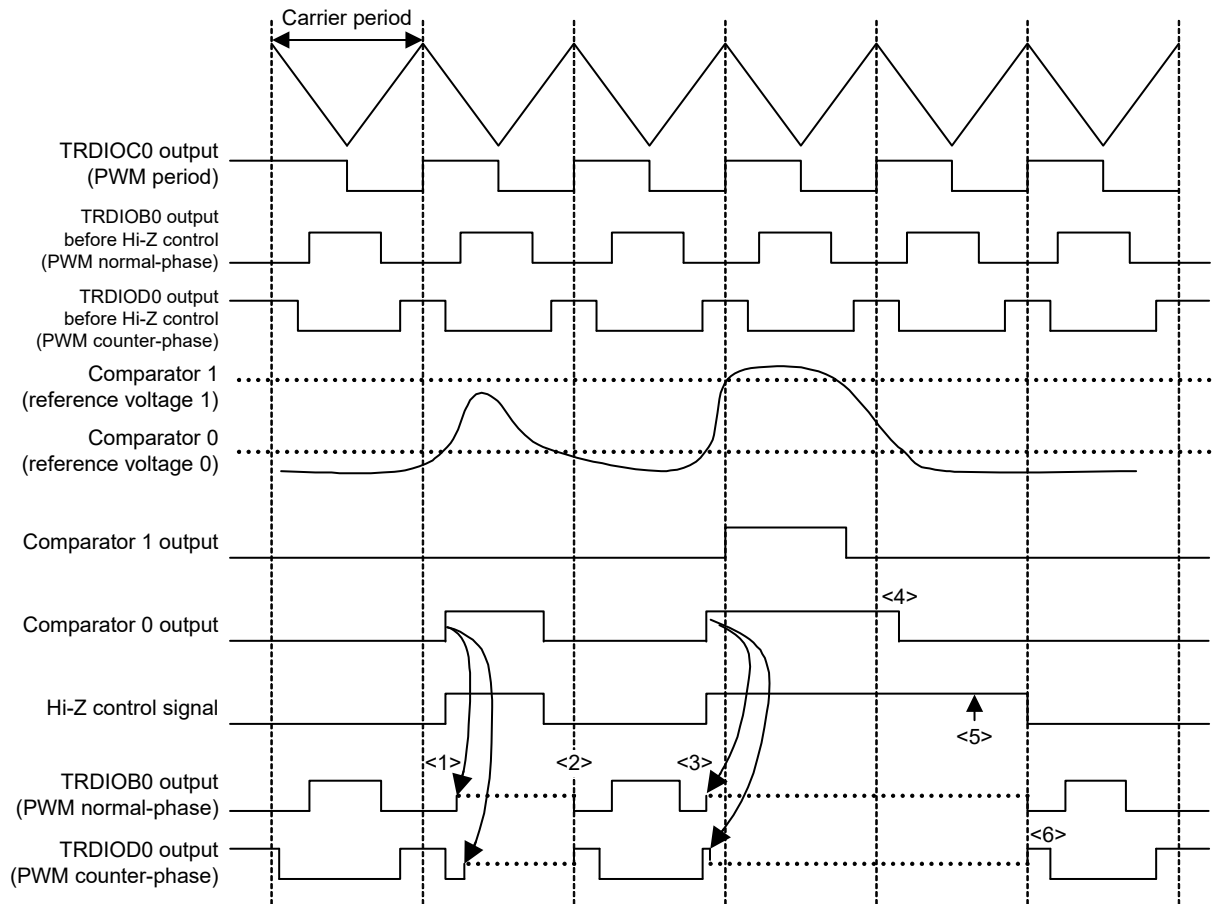 Carrier period
TRDIOC0 output
(PWM period)
TRDIOB0 output
before Hi-Z control
(PWM normal-phase)
TRDIOD0 output
before Hi-Z control
(PWM counter-phase)
Comparator 1
(reference voltage 1)
Comparator 0
(reference voltage 0)
Comparator 1 output
<4>
Comparator 0 output
Hi-Z control signal
<5>
<1>
<2>
<3>
TRDIOB0 output
(PWM normal-phase)
<6>
TRDIOD0 output
(PWM counter-phase)